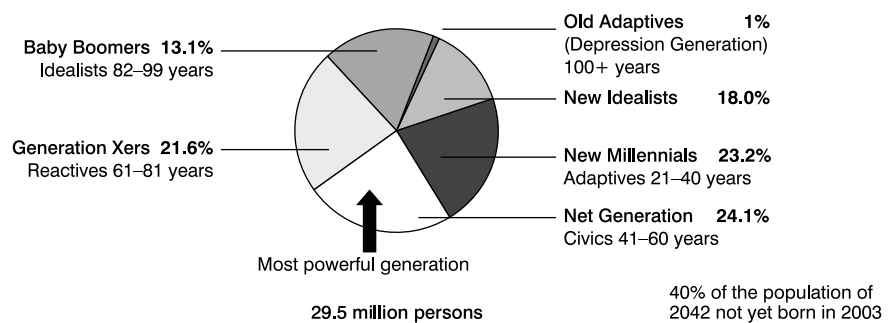 Baby Boomers 13.1%
Idealists 82–99 years
Generation Xers 21.6%
Reactives 61–81 years
Old Adaptives 1%
(Depression Generation)
100+ years
New Idealists 18.0%
New Millennials 23.2%
Adaptives 21–40 years
Net Generation 24.1%
Civics 41–60 years
Most powerful generation
29.5 million persons
40% of the population of
2042 not yet born in 2003